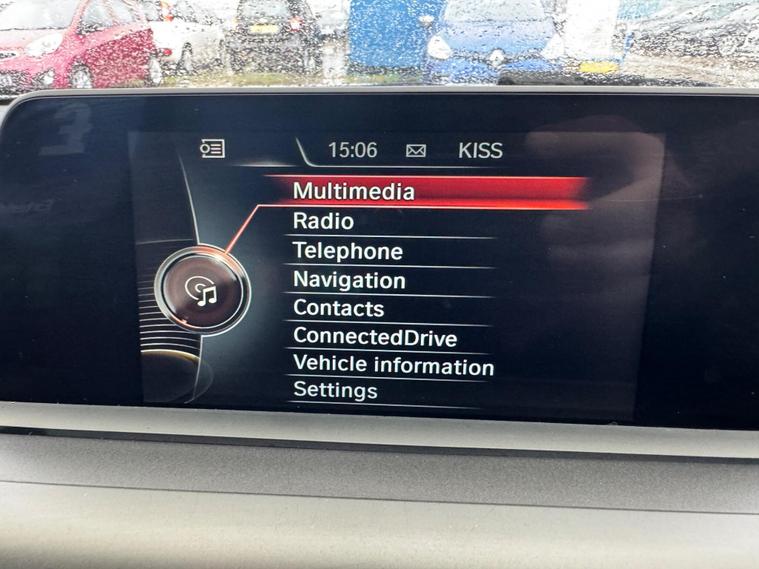 15:06 KISS
Multimedia
Radio
Telephone
Navigation
Contacts
ConnectedDrive
Vehicle information
Settings